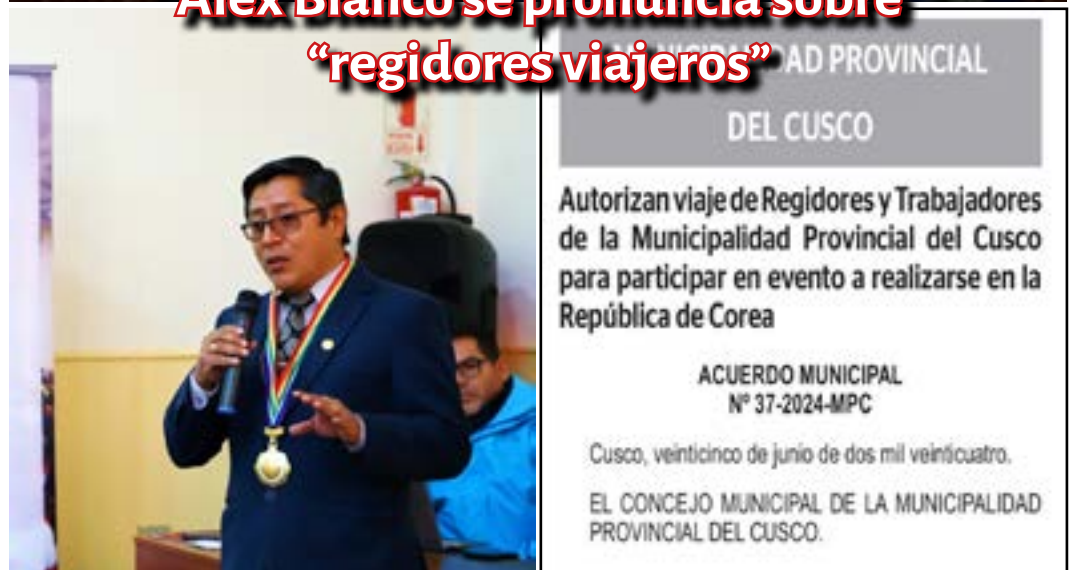 Alex Blanco se pronuncia sobre
“regidores viajeros”
AD PROVINCIAL
DEL CUSCO
Autorizan viaje de Regidores y Trabajadores
de la Municipalidad Provincial del Cusco
para participar en evento a realizarse en la
República de Corea
ACUERDO MUNICIPAL
Nº 37-2024-MPC
Cusco, veinticinco de junio de dos mil veinticuatro.
EL CONCEJO MUNICIPAL DE LA MUNICIPALIDAD
PROVINCIAL DEL CUSCO.